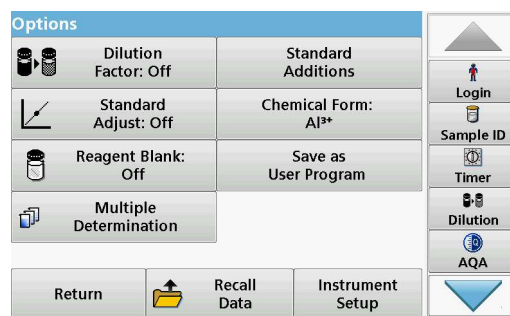 Options
Dilution
Factor: Off
Standard
Additions
Standard
Adjust: Off
Chemical Form:
Al³⁺
Reagent Blank:
Off
Save as
User Program
Multiple
Determination
Return
Recall
Data
Instrument
Setup
Login
Sample ID
Timer
Dilution
AQA